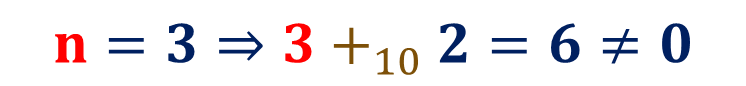 n = 3 ⇒ 3 +₁₀ 2 = 6 ≠ 0